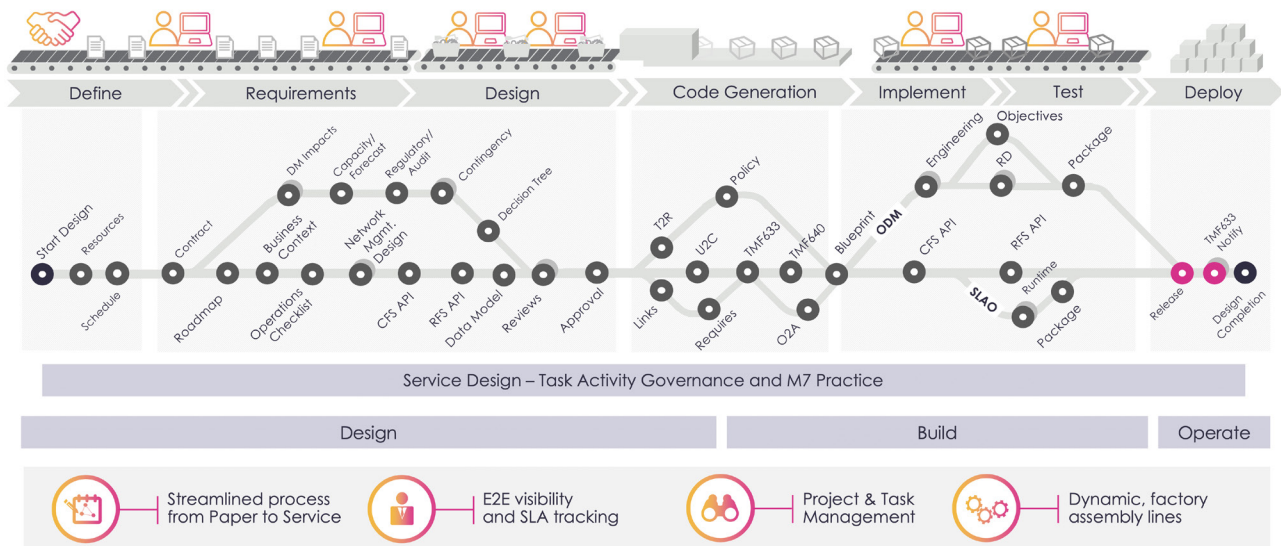 Define
Requirements
Design
Code Generation
Implement
Test
Deploy
Start Design
Resources
Schedule
Contract
Roadmap
DM Impacts
Capacity/
Forecast
Regulatory/
Audit
Contingency
Decision Tree
Business
Context
Operations
Checklist
Network
Mgmt.
Design
CFS API
RFS API
Data Model
Reviews
Approval
T2R
Policy
U2C
Links
Requires
TMF633
TMF640
O2A
Blueprint
ODM
Engineering
Objectives
RD
Package
CFS API
RFS API
SLAO
Runtime
Package
Release
TMF633
Notify
Design
Completion
Service Design – Task Activity Governance and M7 Practice
Design
Build
Operate
Streamlined process
from Paper to Service
E2E visibility
and SLA tracking
Project & Task
Management
Dynamic, factory
assembly lines